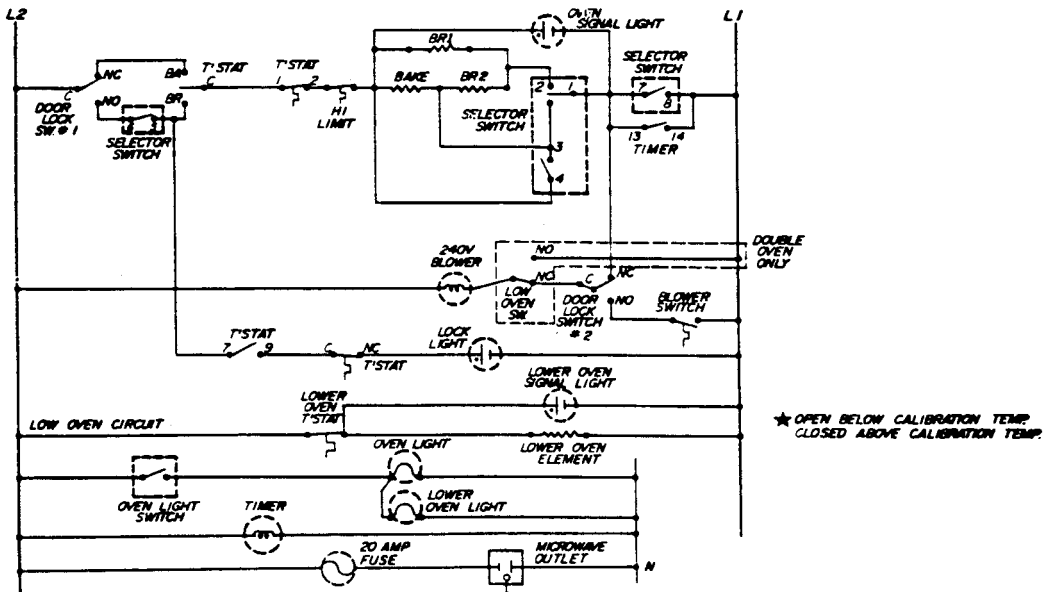 L2
L1
OVEN
SIGNAL LIGHT
BR1
SELECTOR
SWITCH
NC
BA
T'STAT
C
T'STAT
1
2
BAKE
BR2
2
1
7
8
C
NO
BR
HI
LIMIT
SELECTOR
SWITCH
13
14
TIMER
DOOR
LOCK
SW. #1
SELECTOR
SWITCH
3
4
240V
BLOWER
NO
DOUBLE
OVEN
ONLY
NC
C
NC
LOW
OVEN
SW.
DOOR
LOCK
SWITCH
#2
NO
BLOWER
SWITCH
T'STAT
7
9
C
NC
T'STAT
LOCK
LIGHT
LOWER OVEN
SIGNAL LIGHT
LOWER
OVEN
T'STAT
LOW OVEN CIRCUIT
OVEN LIGHT
LOWER OVEN
ELEMENT
★ OPEN BELOW CALIBRATION TEMP.
CLOSED ABOVE CALIBRATION TEMP.
OVEN LIGHT
SWITCH
LOWER
OVEN LIGHT
TIMER
20 AMP
FUSE
MICROWAVE
OUTLET
N